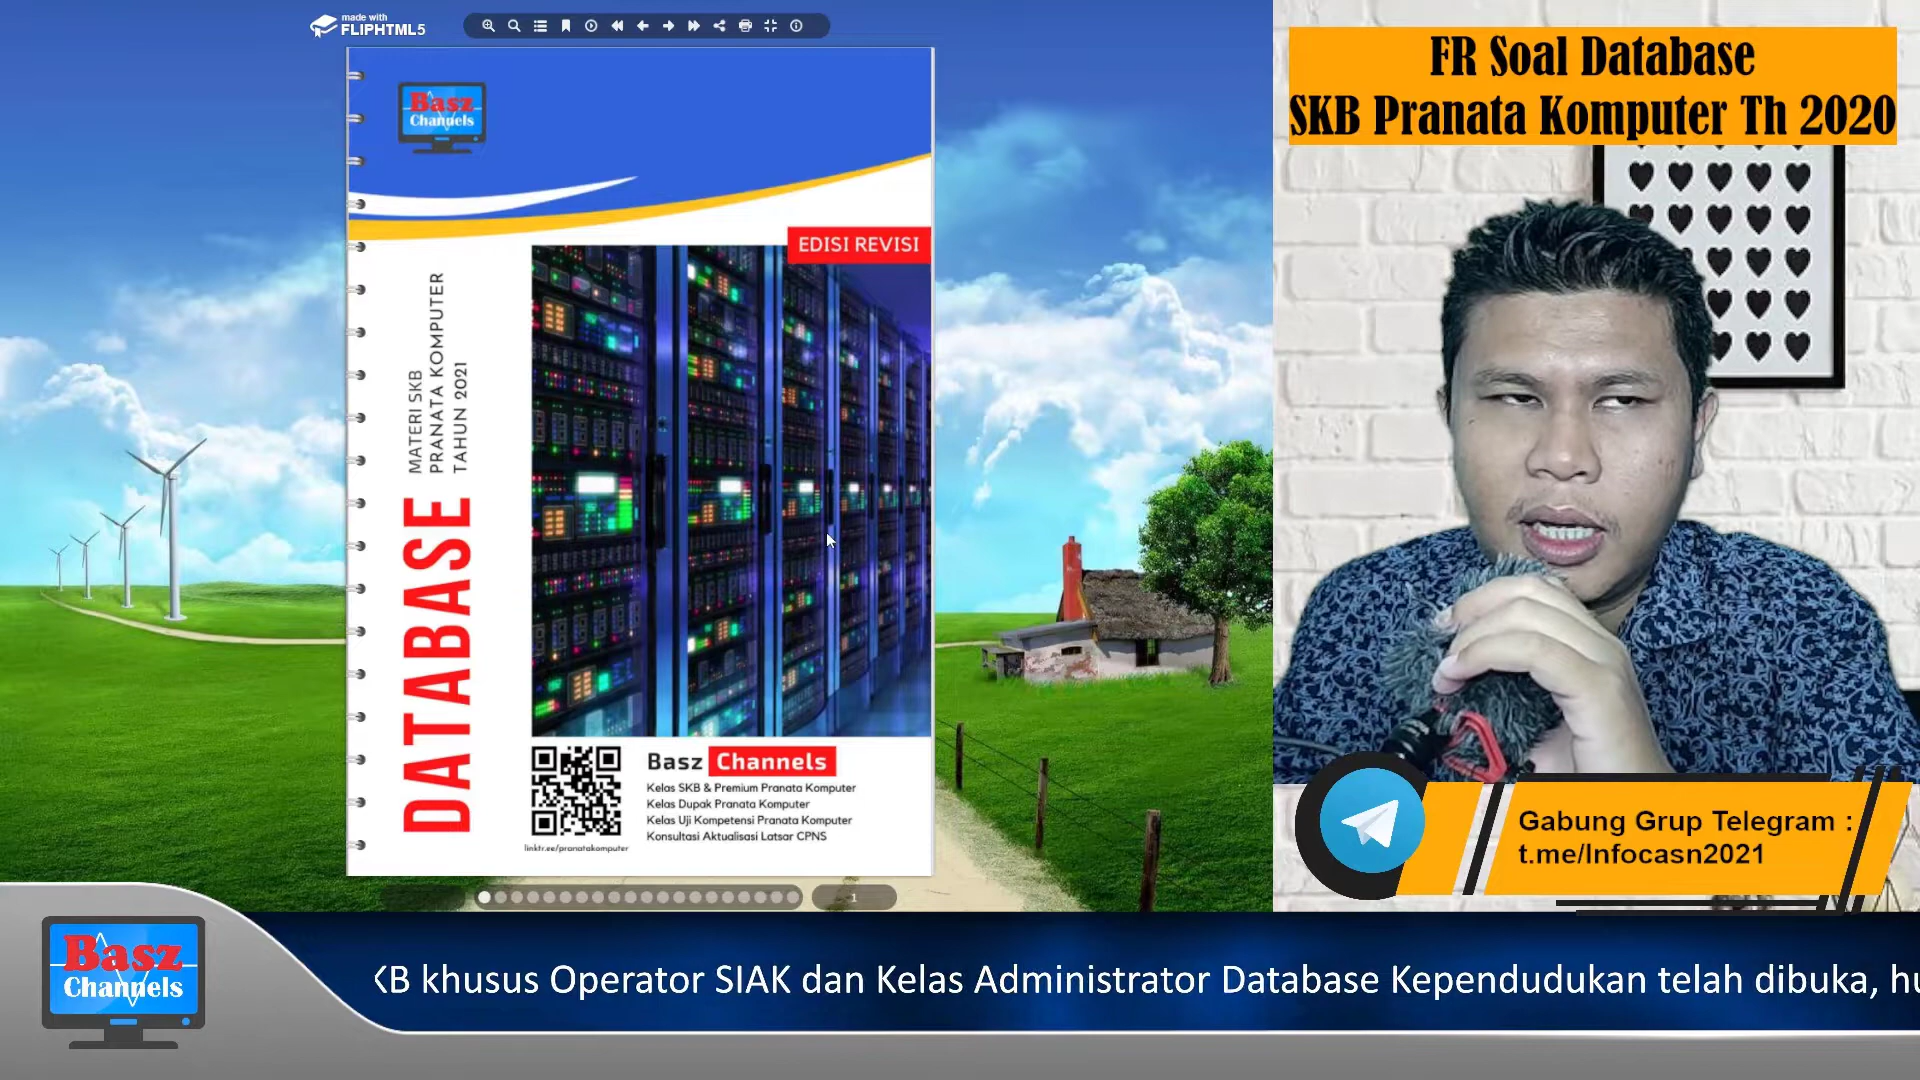 made with
FLIPHTML5
FR Soal Database
SKB Pranata Komputer Th 2020
Basz
Channels
EDISI REVISI
MATERI SKB
PRANATA KOMPUTER
TAHUN 2021
DATABASE
Basz Channels
Kelas SKB & Premium Pranata Komputer
Kelas Dupak Pranata Komputer
Kelas Uji Kompetensi Pranata Komputer
Konsultasi Aktualisasi Latsar CPNS
linktr.ee/pranatakomputer
1
Gabung Grup Telegram :
t.me/Infocasn2021
Basz
Channels
KB khusus Operator SIAK dan Kelas Administrator Database Kependudukan telah dibuka, hu